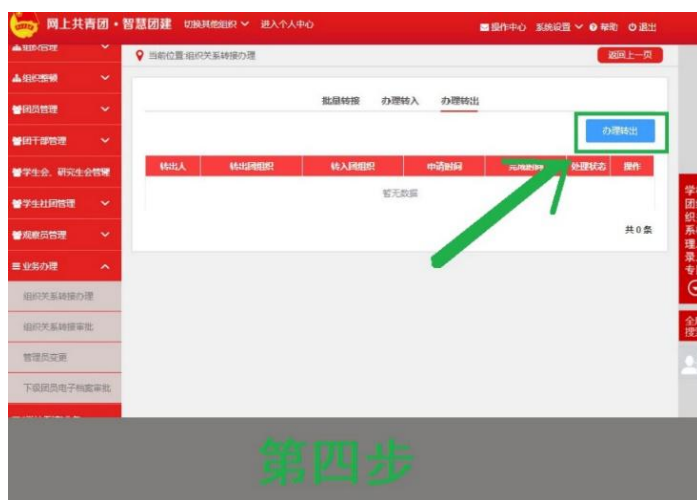 网上共青团·智慧团建 切换其他组织 进入个人中心 操作中心 系统设置 帮助 退出
组织管理
当前位置:组织关系转接办理 返回上一页
组织整顿
批量转接 办理转入 办理转出
团员管理
办理转出
团干部管理
转出人 转出团组织 转入团组织 申请时间 完成时间 处理状态 操作
学生会、研究生会管理
暂无数据
学生社团管理
共 0 条
观察员管理
业务办理
组织关系转接办理
组织关系转接审批
管理员变更
下级团员电子档案审批
第四步